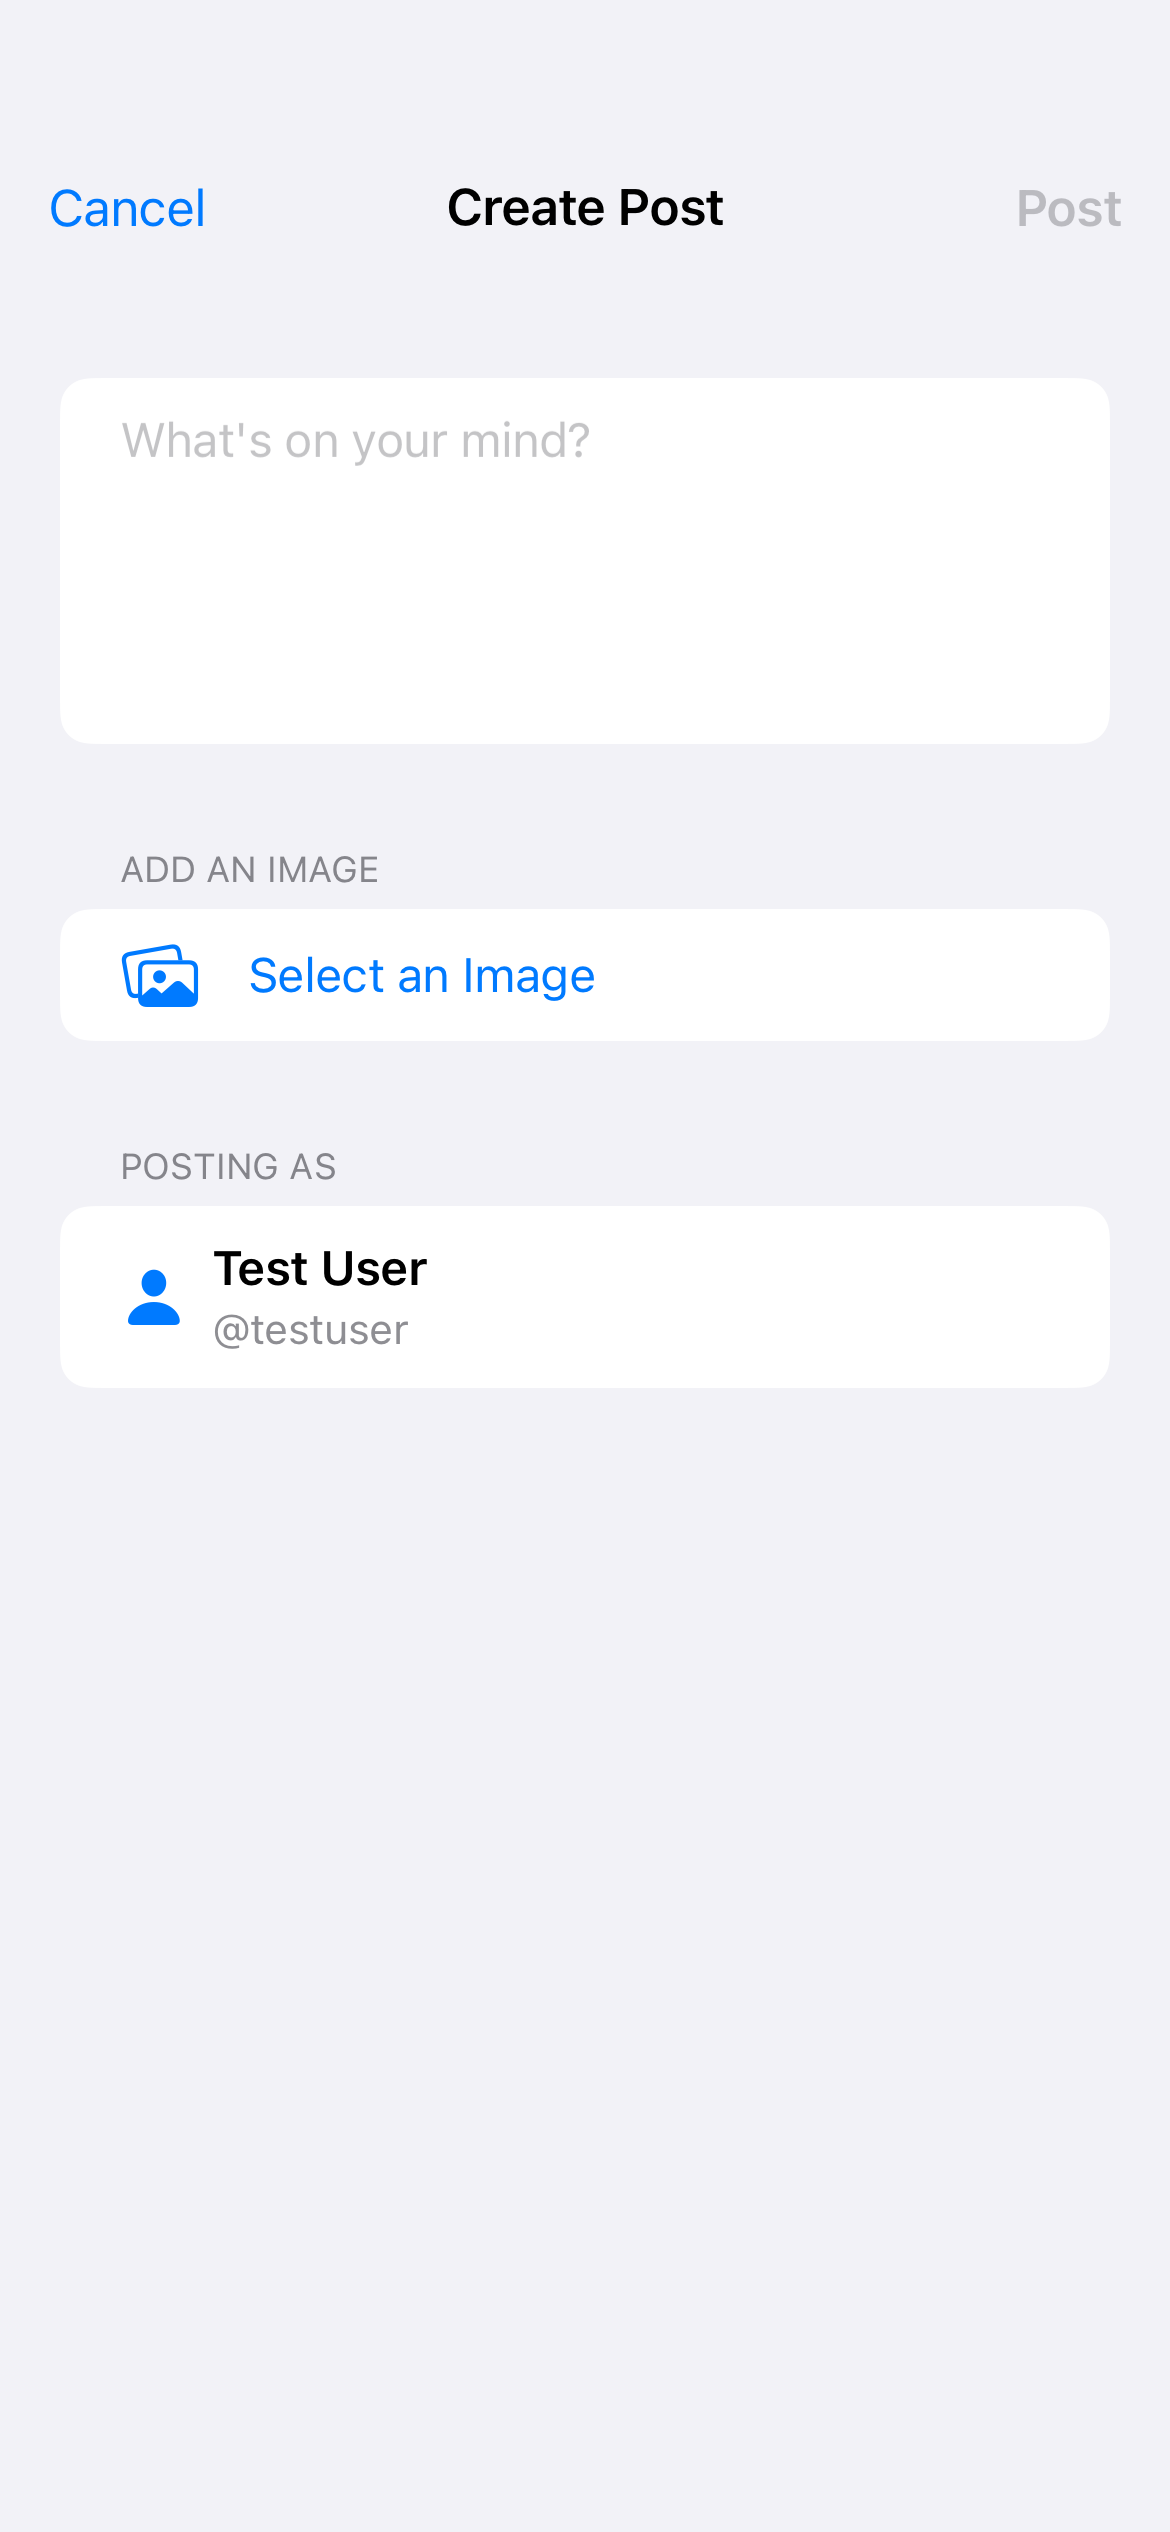 Cancel
Create Post
Post
What's on your mind?
ADD AN IMAGE
Select an Image
POSTING AS
Test User
@testuser